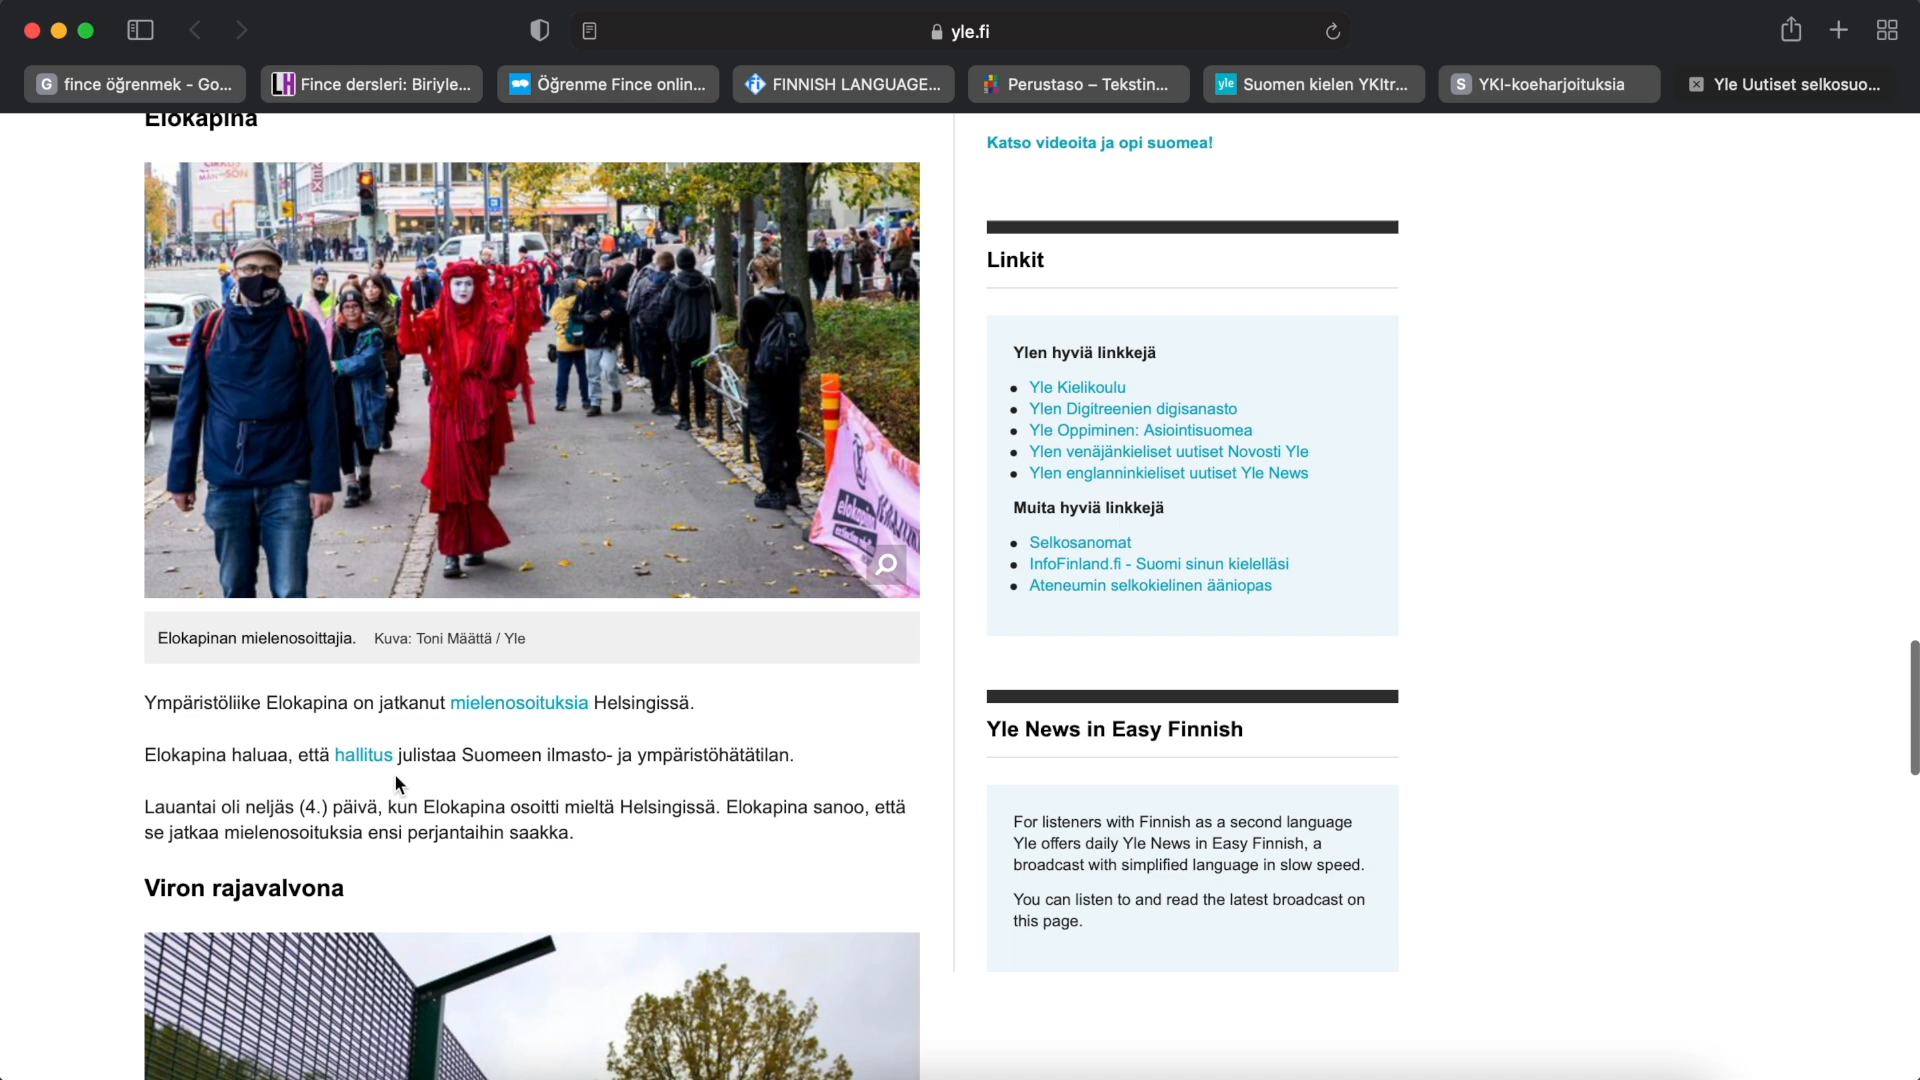 yle.fi
fince öğrenmek - Go...
Fince dersleri: Biriyle...
Öğrenme Fince onlin...
FINNISH LANGUAGE...
Perustaso – Tekstin...
yle Suomen kielen YKItr...
S YKI-koeharjoituksia
Yle Uutiset selkosuo...
Elokapina
elokapina
Elokapinan mielenosoittajia. Kuva: Toni Määttä / Yle
Ympäristöliike Elokapina on jatkanut mielenosoituksia Helsingissä.
Elokapina haluaa, että hallitus julistaa Suomeen ilmasto- ja ympäristöhätätilan.
Lauantai oli neljäs (4.) päivä, kun Elokapina osoitti mieltä Helsingissä. Elokapina sanoo, että
se jatkaa mielenosoituksia ensi perjantaihin saakka.
Viron rajavalvona
Katso videoita ja opi suomea!
Linkit
Ylen hyviä linkkejä
Yle Kielikoulu
Ylen Digitreenien digisanasto
Yle Oppiminen: Asiointisuomea
Ylen venäjänkieliset uutiset Novosti Yle
Ylen englanninkieliset uutiset Yle News
Muita hyviä linkkejä
Selkosanomat
InfoFinland.fi - Suomi sinun kielelläsi
Ateneumin selkokielinen ääniopas
Yle News in Easy Finnish
For listeners with Finnish as a second language
Yle offers daily Yle News in Easy Finnish, a
broadcast with simplified language in slow speed.
You can listen to and read the latest broadcast on
this page.